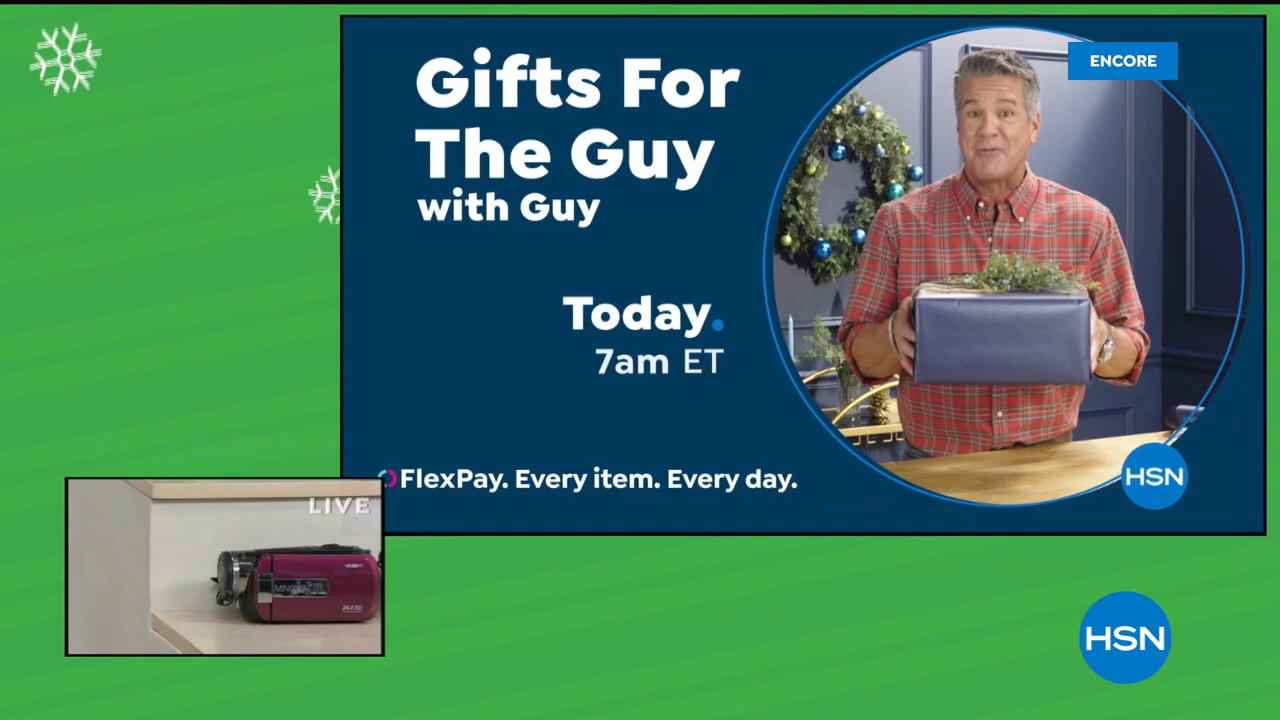 ENCORE
Gifts For
The Guy
with Guy
Today.
7am ET
FlexPay. Every item. Every day.
HSN
LIVE
HSN